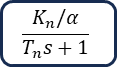 K_n/α
T_n s + 1